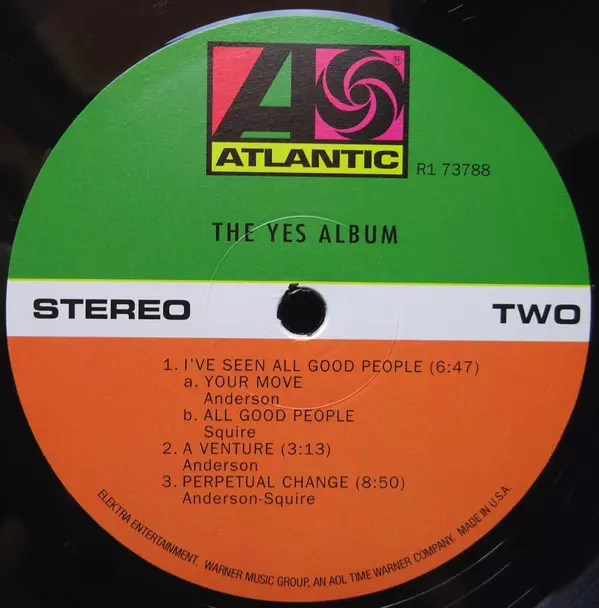 ATLANTIC
®
R1 73788
THE YES ALBUM
STEREO
TWO
1. I'VE SEEN ALL GOOD PEOPLE (6:47)
a. YOUR MOVE
Anderson
b. ALL GOOD PEOPLE
Squire
2. A VENTURE (3:13)
Anderson
3. PERPETUAL CHANGE (8:50)
Anderson-Squire
ELEKTRA ENTERTAINMENT. WARNER MUSIC GROUP, AN AOL TIME WARNER COMPANY. MADE IN U.S.A.